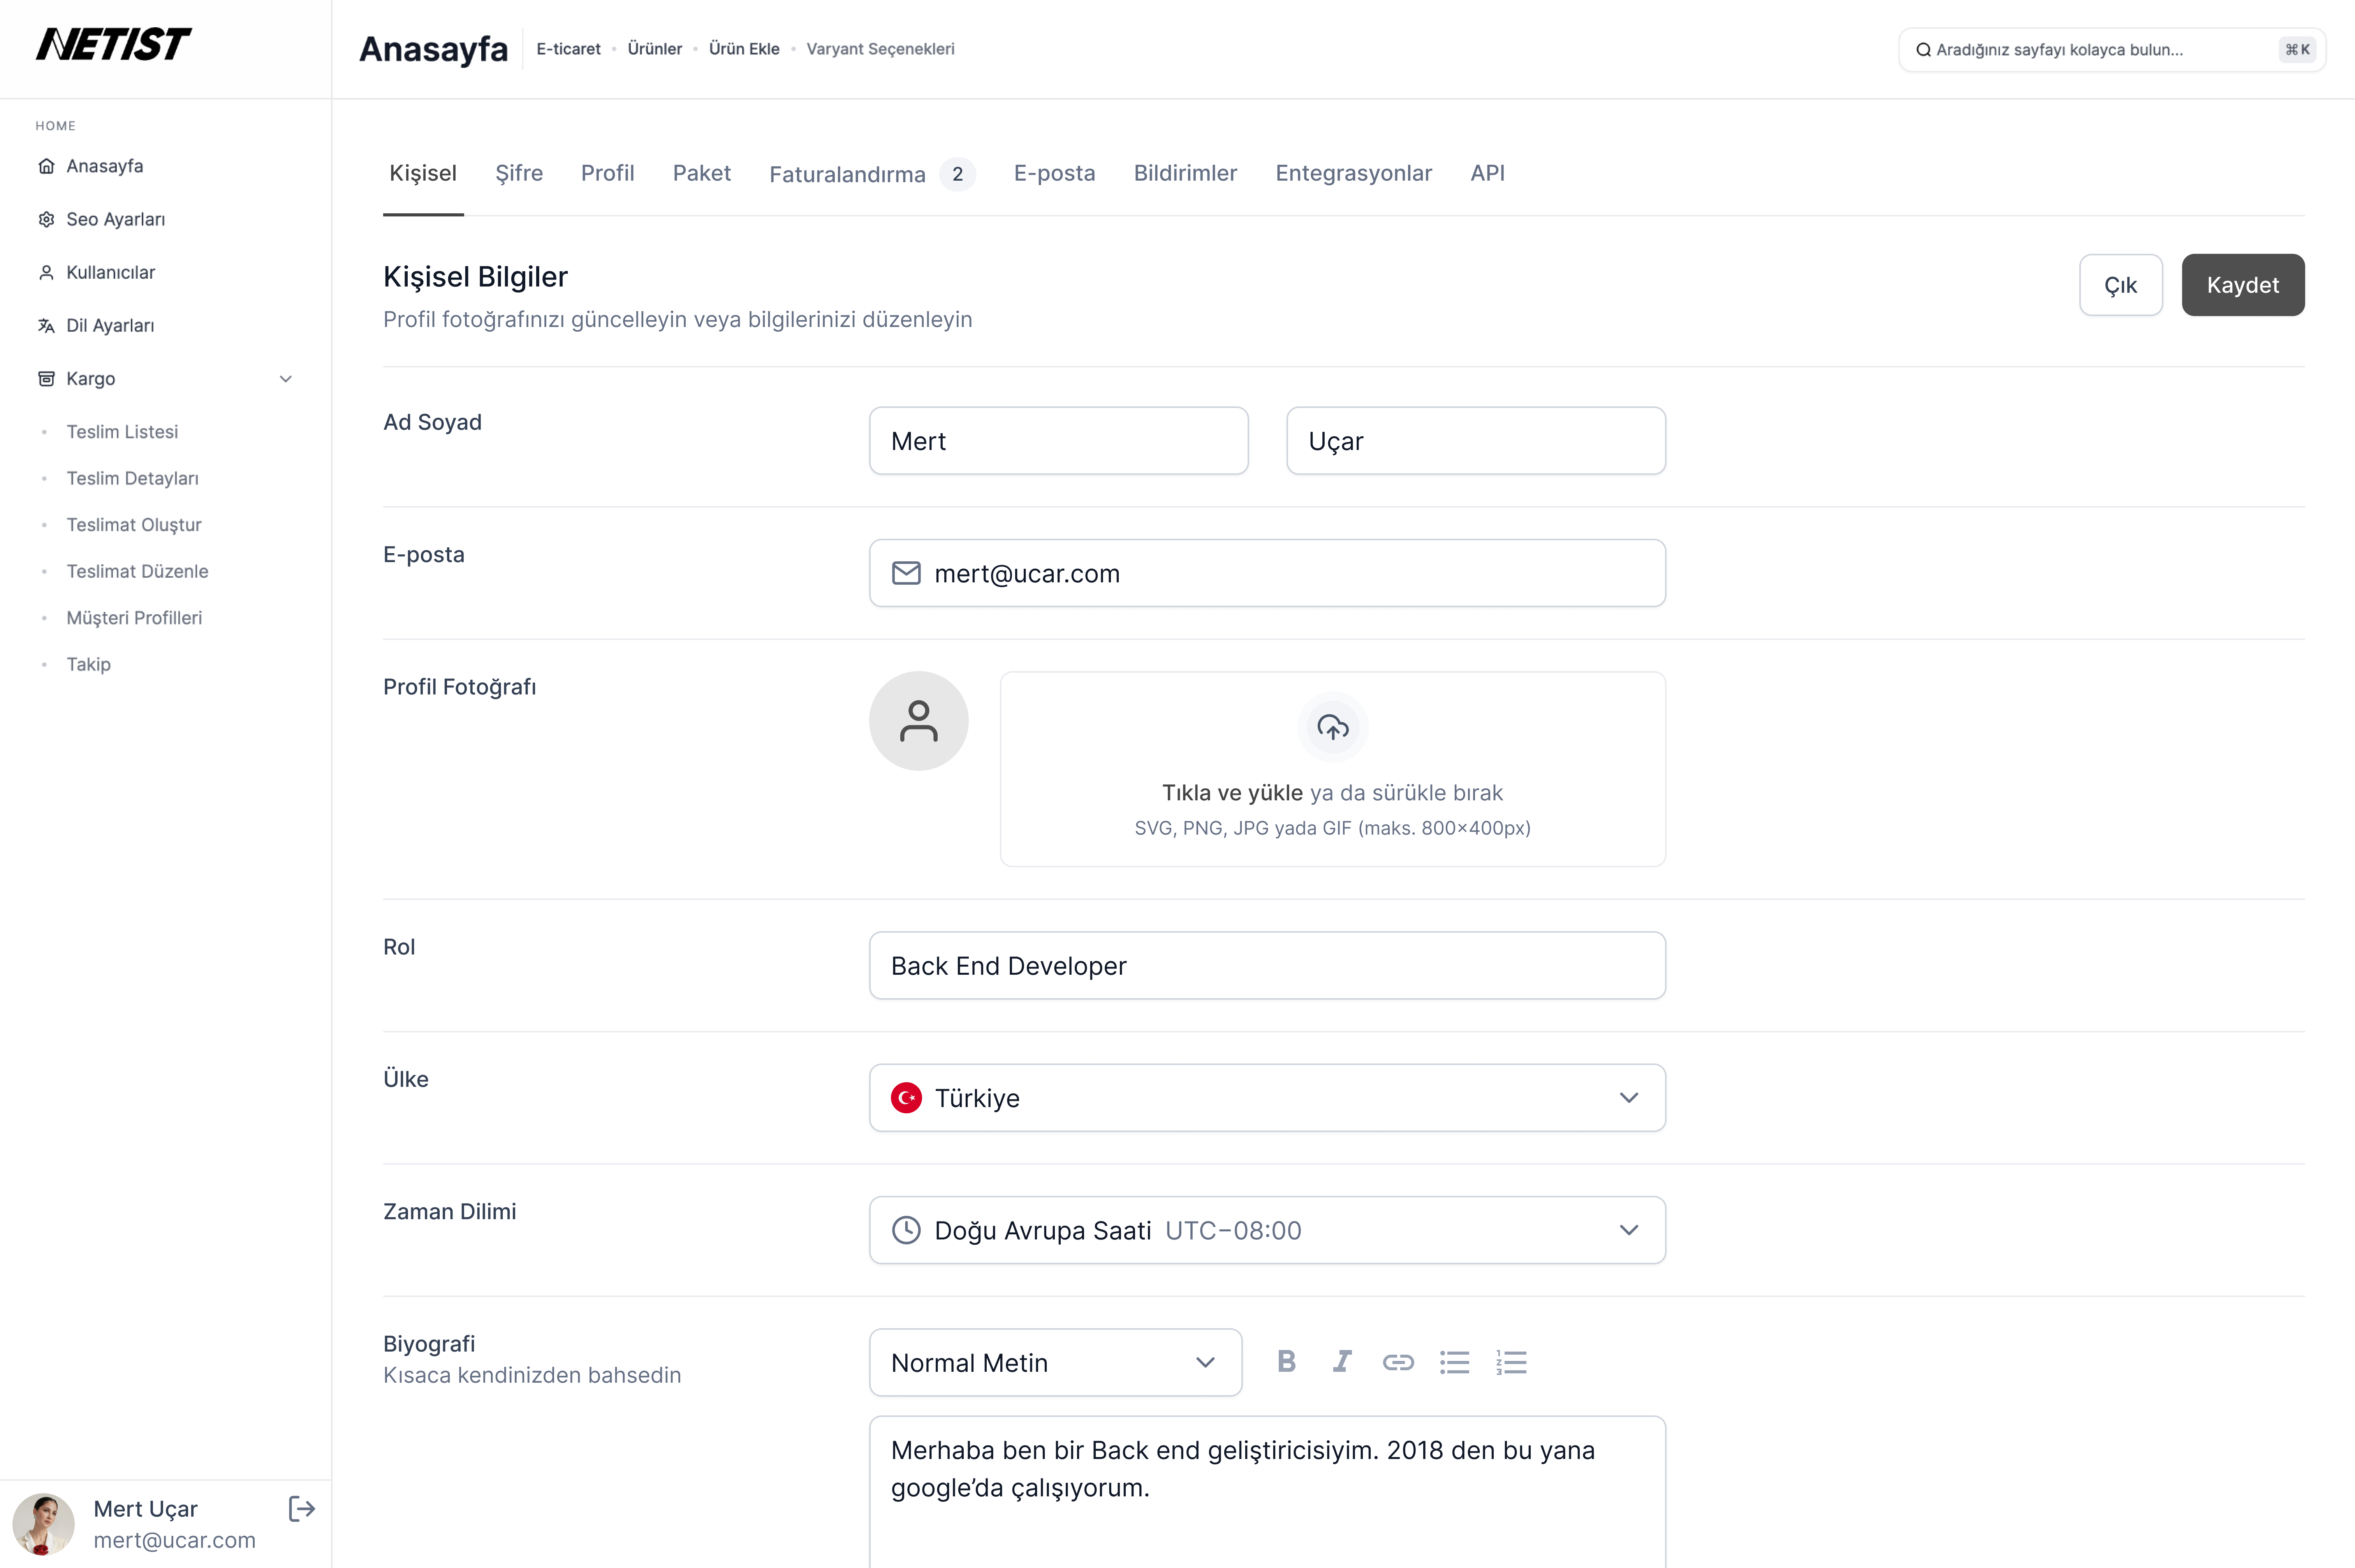 NETIST
Anasayfa
E-ticaret • Ürünler • Ürün Ekle • Varyant Seçenekleri
Aradığınız sayfayı kolayca bulun...
⌘ K
HOME
Anasayfa
Seo Ayarları
Kullanıcılar
Dil Ayarları
Kargo
• Teslim Listesi
• Teslim Detayları
• Teslimat Oluştur
• Teslimat Düzenle
• Müşteri Profilleri
• Takip
Mert Uçar
mert@ucar.com
Kişisel Şifre Profil Paket Faturalandırma 2 E-posta Bildirimler Entegrasyonlar API
Kişisel Bilgiler
Profil fotoğrafınızı güncelleyin veya bilgilerinizi düzenleyin
Çık
Kaydet
Ad Soyad
Mert
Uçar
E-posta
mert@ucar.com
Profil Fotoğrafı
Tıkla ve yükle ya da sürükle bırak
SVG, PNG, JPG yada GIF (maks. 800×400px)
Rol
Back End Developer
Ülke
Türkiye
Zaman Dilimi
Doğu Avrupa Saati UTC−08:00
Biyografi
Kısaca kendinizden bahsedin
Normal Metin
B I
Merhaba ben bir Back end geliştiricisiyim. 2018 den bu yana
google’da çalışıyorum.